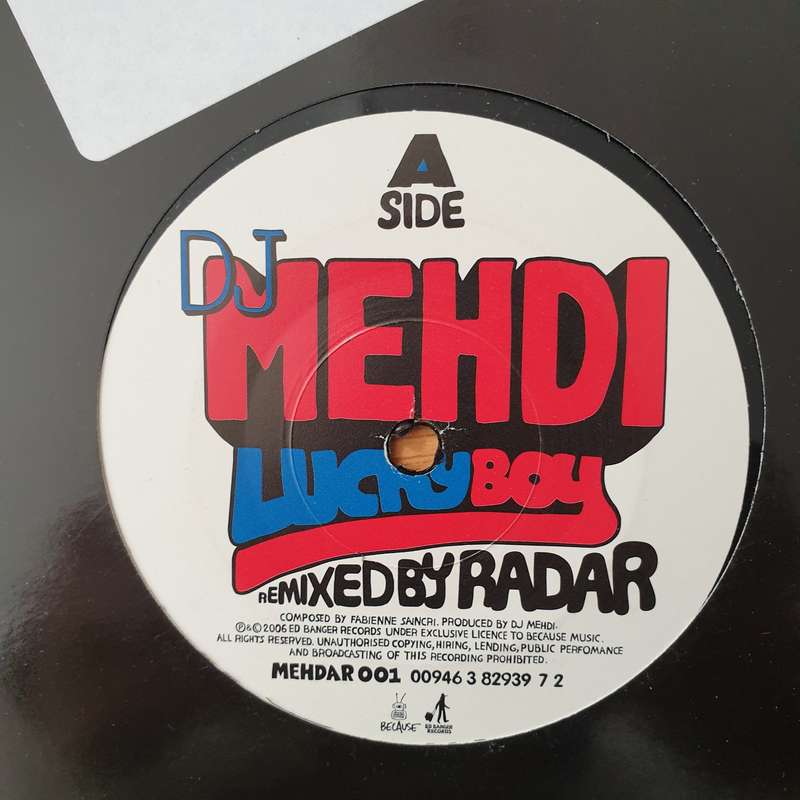 A
SIDE
DJ
MEHDI
LUCKY BOY
REMIXED BY RADAR
COMPOSED BY FABIENNE SAINCRI. PRODUCED BY DJ MEHDI.
℗&© 2006 ED BANGER RECORDS UNDER EXCLUSIVE LICENCE TO BECAUSE MUSIC.
ALL RIGHTS RESERVED. UNAUTHORISED COPYING, HIRING, LENDING, PUBLIC PERFOMANCE
AND BROADCASTING OF THIS RECORDING PROHIBITED.
MEHDAR 001 00946 3 82939 7 2
BECAUSE
ED BANGER
RECORDS